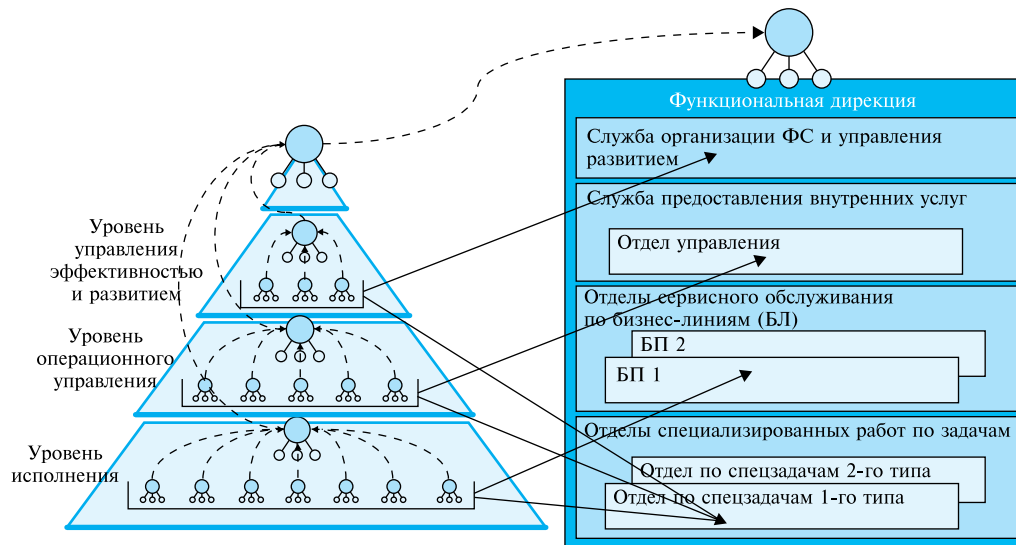 Уровень
управления
эффективностью
и развитием
Уровень
операционного
управления
Уровень
исполнения
Функциональная дирекция
Служба организации ФС и управления
развитием
Служба предоставления внутренних услуг
Отдел управления
Отделы сервисного обслуживания
по бизнес-линиям (БЛ)
БП 2
БП 1
Отделы специализированных работ по задачам
Отдел по спецзадачам 2-го типа
Отдел по спецзадачам 1-го типа